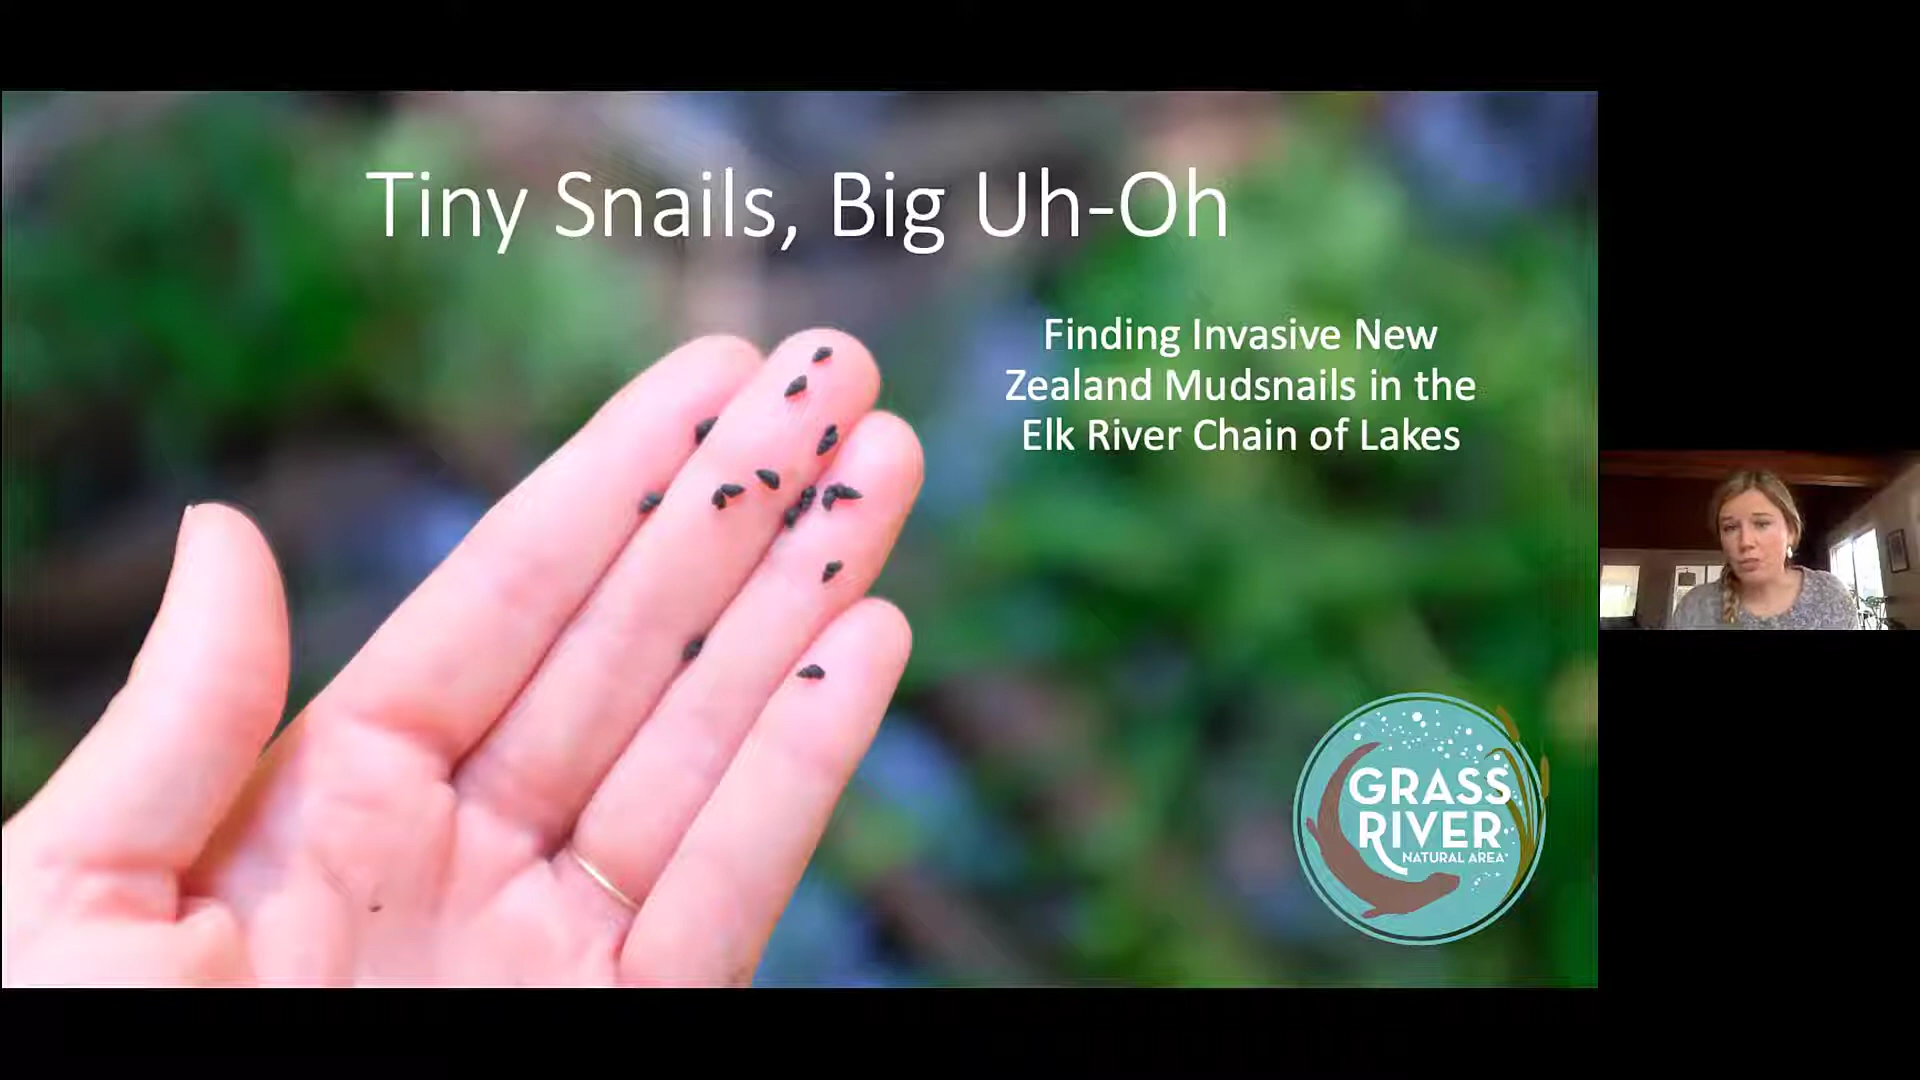 Tiny Snails, Big Uh-Oh
Finding Invasive New
Zealand Mudsnails in the
Elk River Chain of Lakes
GRASS
RIVER
NATURAL AREA